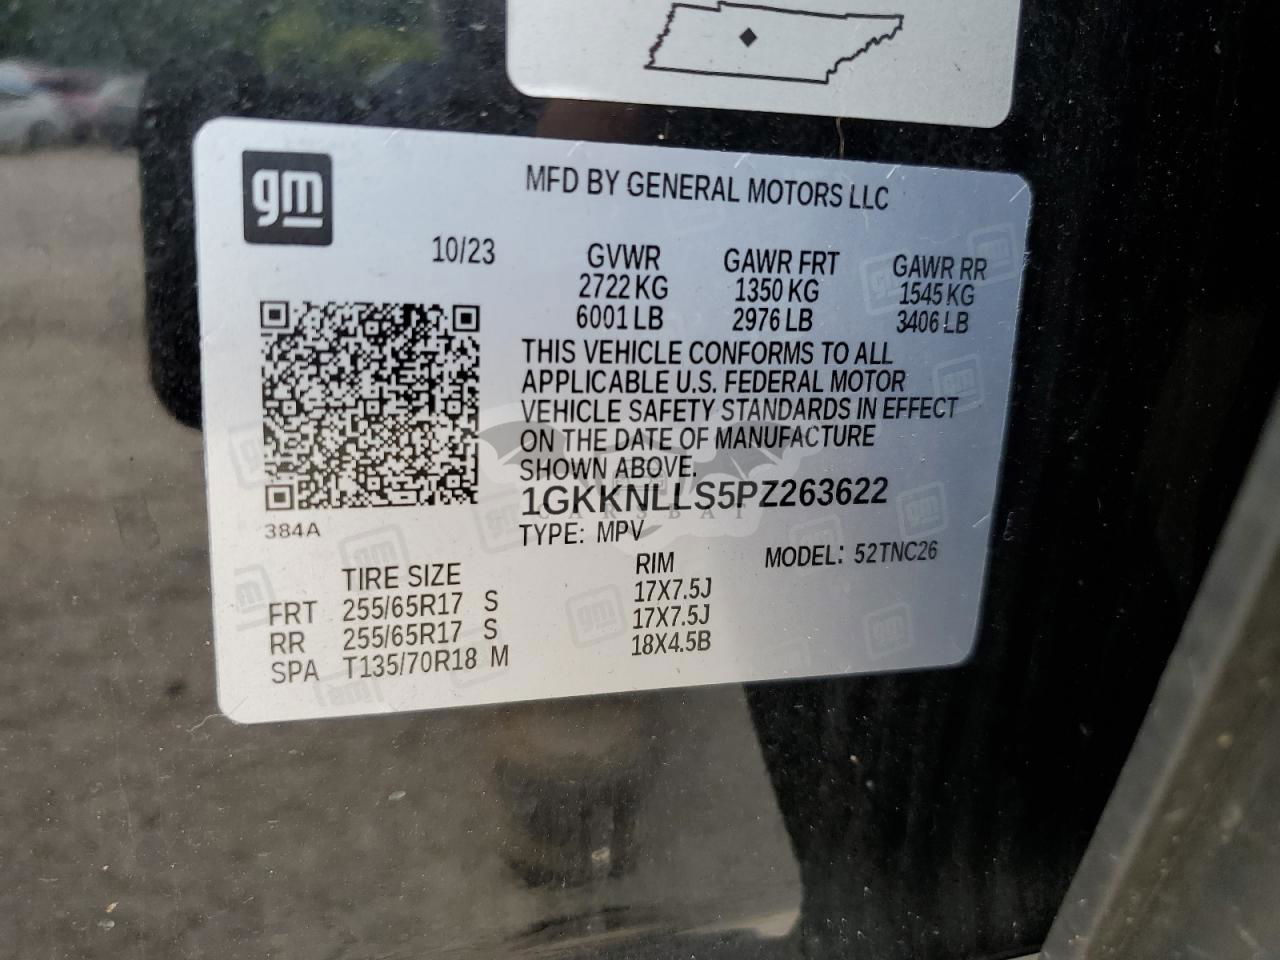 gm
MFD BY GENERAL MOTORS LLC
10/23
GVWR GAWR FRT GAWR RR
2722 KG 1350 KG 1545 KG
6001 LB 2976 LB 3406 LB
THIS VEHICLE CONFORMS TO ALL
APPLICABLE U.S. FEDERAL MOTOR
VEHICLE SAFETY STANDARDS IN EFFECT
ON THE DATE OF MANUFACTURE
SHOWN ABOVE.
1GKKNLLS5PZ263622
CARSBAT
384A
TYPE: MPV MODEL: 52TNC26
TIRE SIZE RIM
FRT 255/65R17 S 17X7.5J
RR 255/65R17 S 17X7.5J
SPA T135/70R18 M 18X4.5B